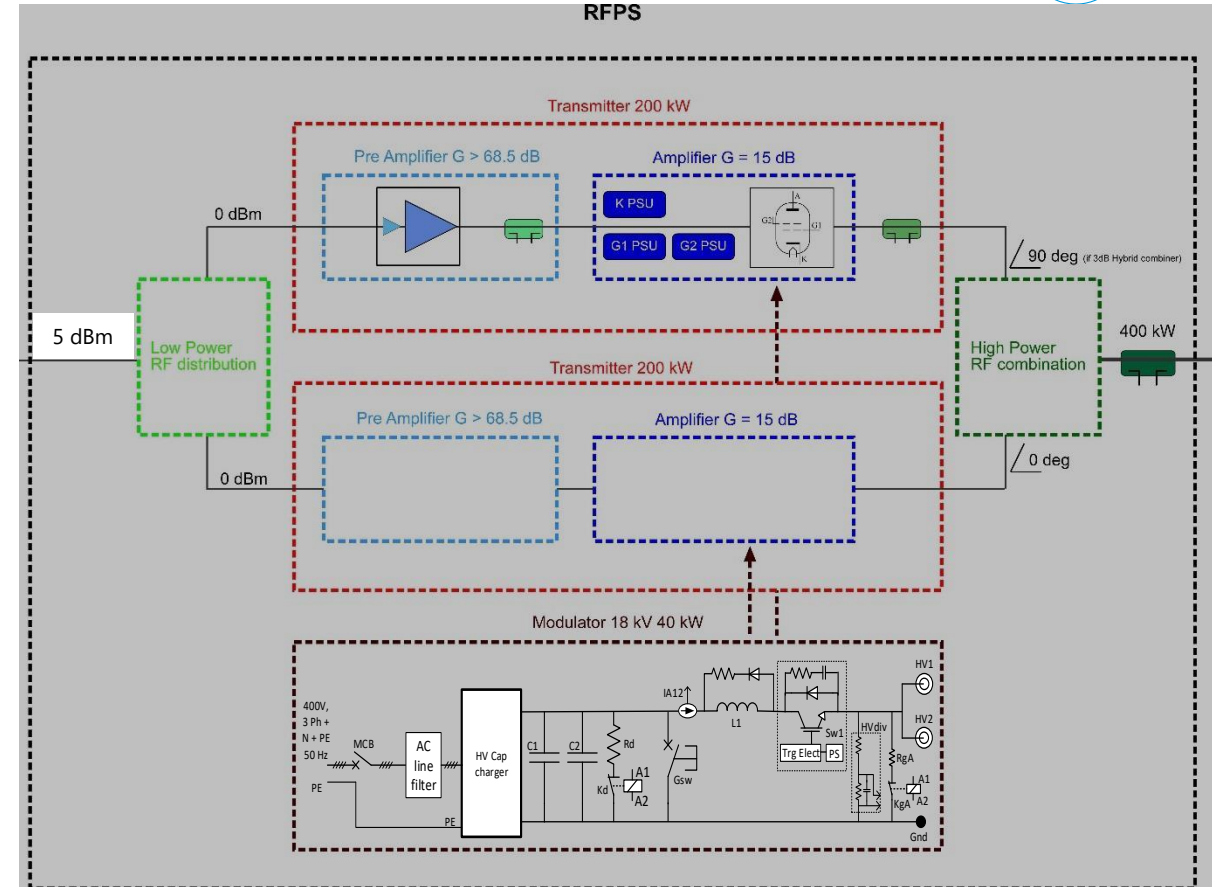 RFPS
Transmitter 200 kW
Pre Amplifier G > 68.5 dB
Amplifier G = 15 dB
K PSU
G1 PSU
G2 PSU
A
G2
G1
K
0 dBm
90 deg (if 3dB Hybrid combiner)
5 dBm
Low Power
RF distribution
High Power
RF combination
400 kW
Transmitter 200 kW
Pre Amplifier G > 68.5 dB
Amplifier G = 15 dB
0 dBm
0 deg
Modulator 18 kV 40 kW
400V,
3 Ph +
N + PE
50 Hz
MCB
PE
AC
line
filter
PE
HV Cap
charger
C1
C2
Rd
Kd
A1
A2
Gsw
IA12
L1
Sw1
Trg Elect
PS
HVdiv
RgA
KgA
A1
A2
HV1
HV2
Gnd